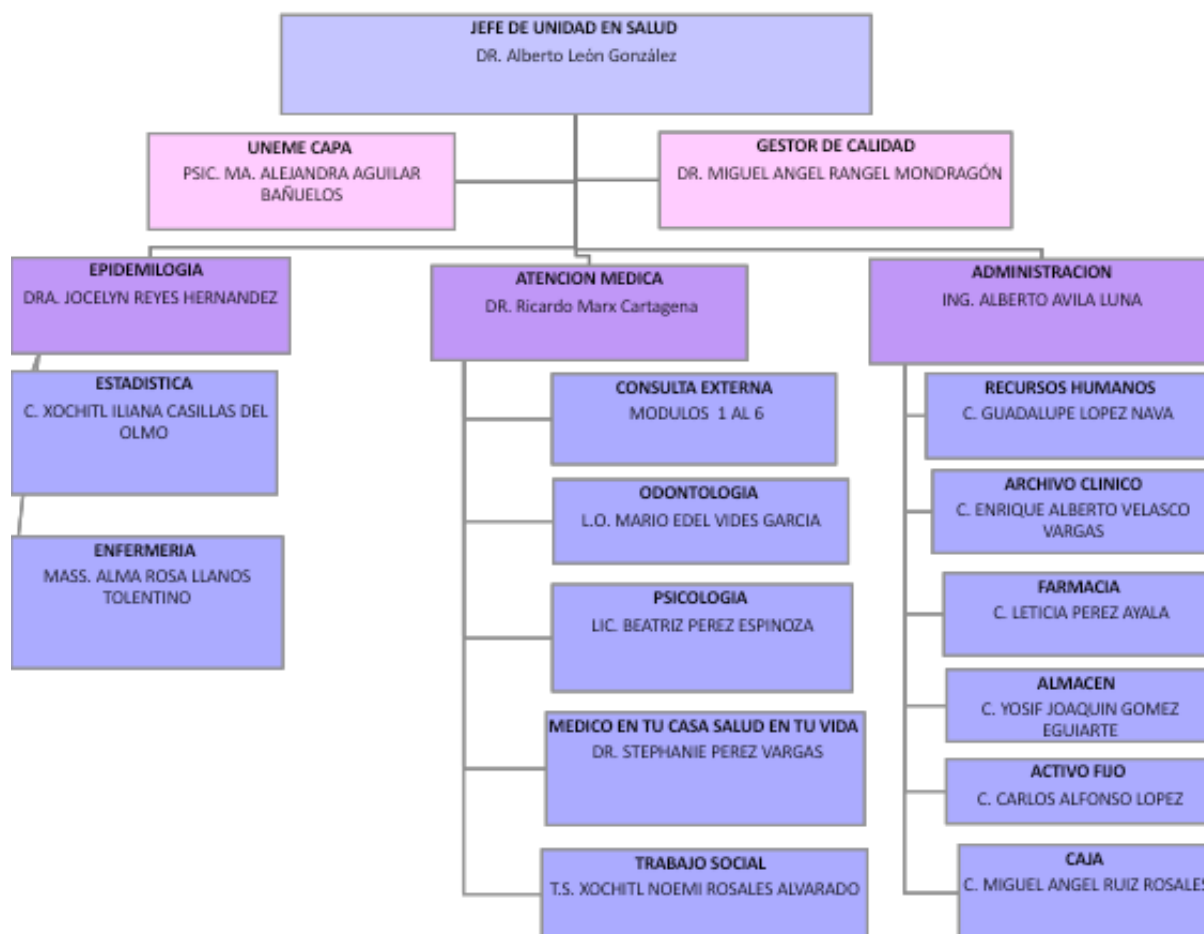 JEFE DE UNIDAD EN SALUD
DR. Alberto León González
UNEME CAPA
PSIC. MA. ALEJANDRA AGUILAR
BAÑUELOS
GESTOR DE CALIDAD
DR. MIGUEL ANGEL RANGEL MONDRAGÓN
EPIDEMILOGIA
DRA. JOCELYN REYES HERNANDEZ
ESTADISTICA
C. XOCHITL ILIANA CASILLAS DEL
OLMO
ENFERMERIA
MASS. ALMA ROSA LLANOS
TOLENTINO
ATENCION MEDICA
DR. Ricardo Marx Cartagena
CONSULTA EXTERNA
MODULOS 1 AL 6
ODONTOLOGIA
L.O. MARIO EDEL VIDES GARCIA
PSICOLOGIA
LIC. BEATRIZ PEREZ ESPINOZA
MEDICO EN TU CASA SALUD EN TU VIDA
DR. STEPHANIE PEREZ VARGAS
TRABAJO SOCIAL
T.S. XOCHITL NOEMI ROSALES ALVARADO
ADMINISTRACION
ING. ALBERTO AVILA LUNA
RECURSOS HUMANOS
C. GUADALUPE LOPEZ NAVA
ARCHIVO CLINICO
C. ENRIQUE ALBERTO VELASCO
VARGAS
FARMACIA
C. LETICIA PEREZ AYALA
ALMACEN
C. YOSIF JOAQUIN GOMEZ
EGUIARTE
ACTIVO FIJO
C. CARLOS ALFONSO LOPEZ
CAJA
C. MIGUEL ANGEL RUIZ ROSALES